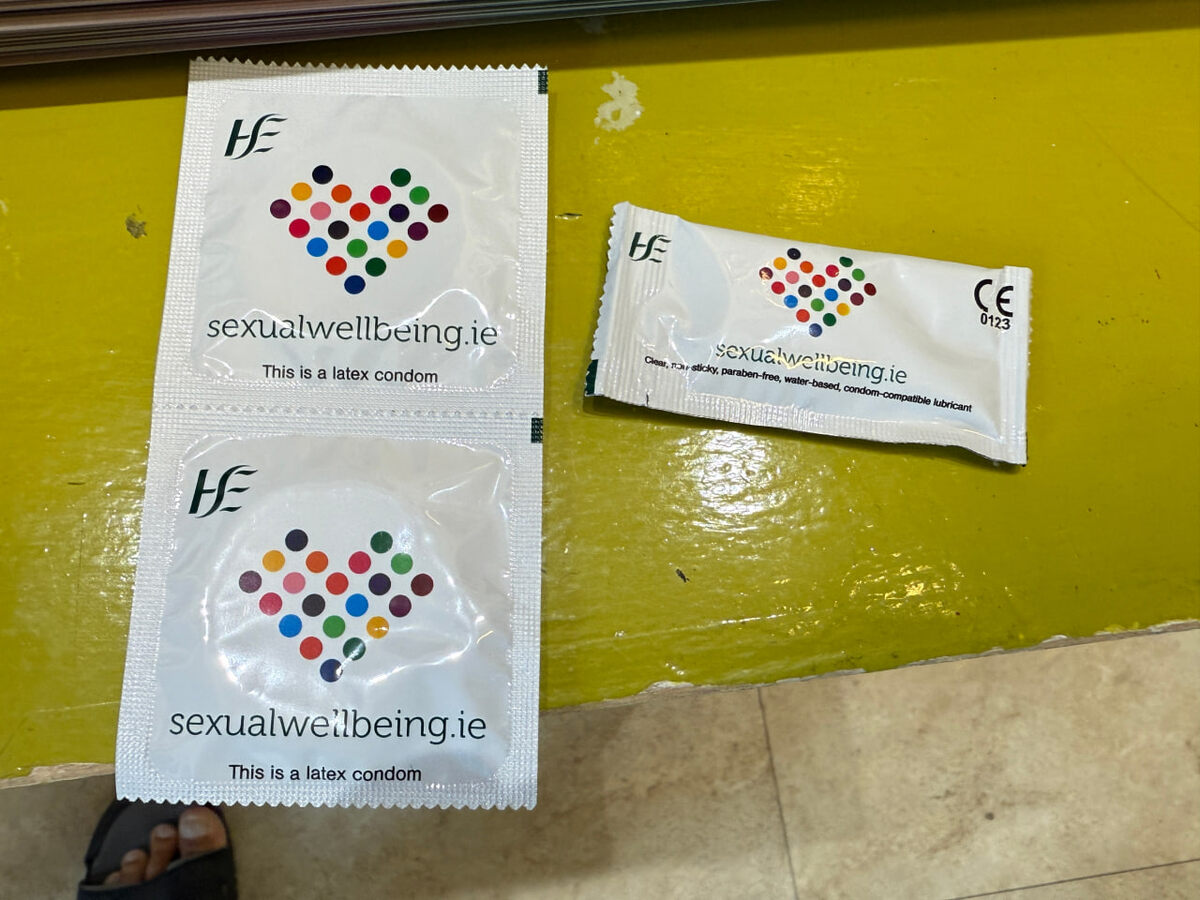 HSE
sexualwellbeing.ie
This is a latex condom
HSE
sexualwellbeing.ie
This is a latex condom
HSE
CE
0123
sexualwellbeing.ie
Clear, non-sticky, paraben-free, water-based, condom-compatible lubricant